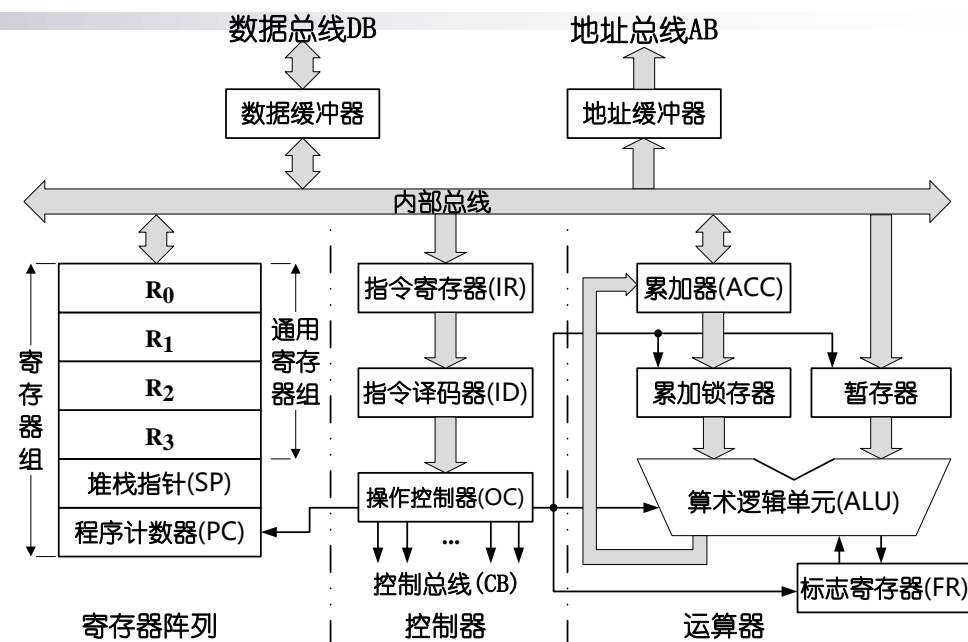 数据总线DB
地址总线AB
数据缓冲器
地址缓冲器
内部总线
寄存器组
R0
R1
R2
R3
堆栈指针(SP)
程序计数器(PC)
通用
寄存
器组
指令寄存器(IR)
指令译码器(ID)
操作控制器(OC)
...
控制总线(CB)
累加器(ACC)
累加锁存器
暂存器
算术逻辑单元(ALU)
标志寄存器(FR)
寄存器阵列
控制器
运算器